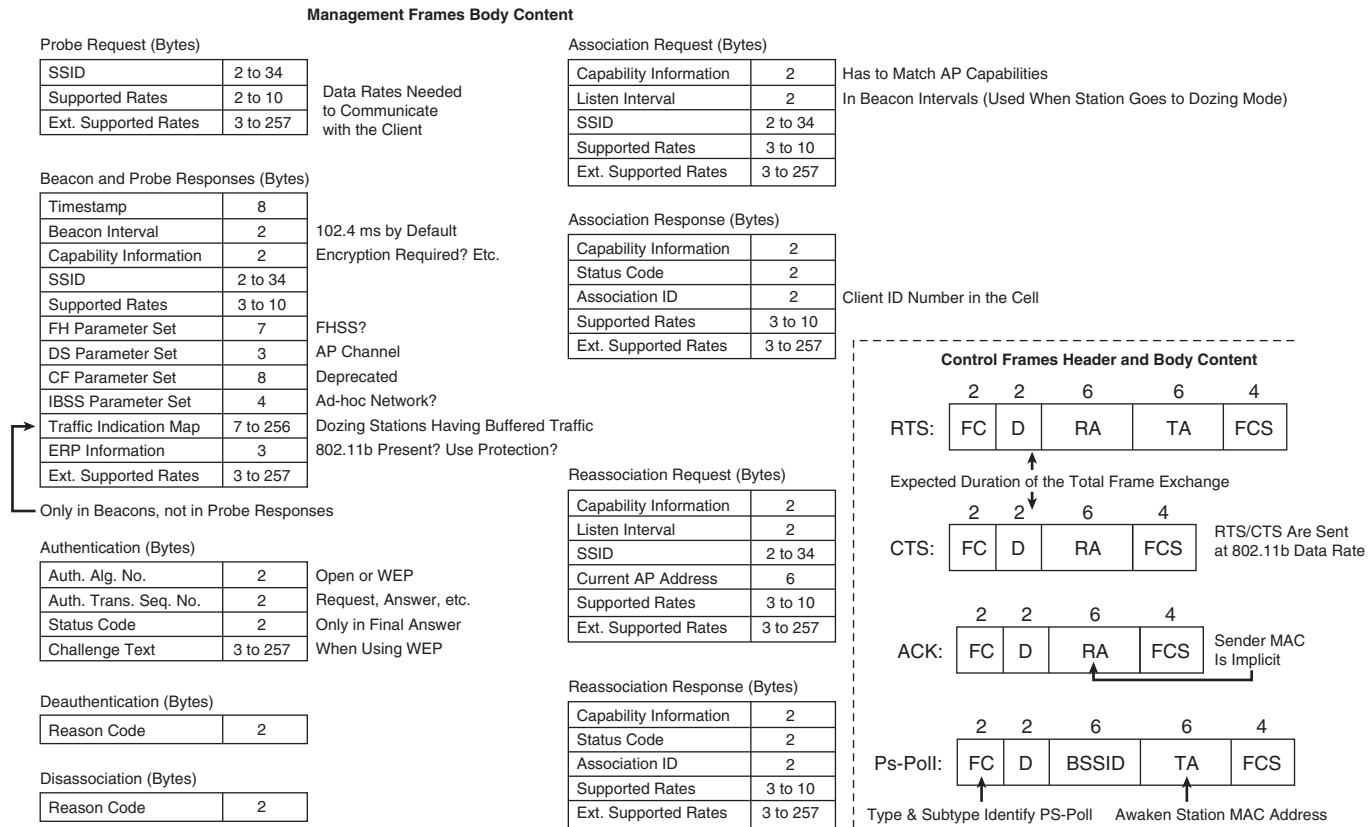 Management Frames Body Content
Probe Request (Bytes)
SSID 2 to 34
Supported Rates 2 to 10
Ext. Supported Rates 3 to 257
Data Rates Needed
to Communicate
with the Client
Beacon and Probe Responses (Bytes)
Timestamp 8
Beacon Interval 2 102.4 ms by Default
Capability Information 2 Encryption Required? Etc.
SSID 2 to 34
Supported Rates 3 to 10
FH Parameter Set 7 FHSS?
DS Parameter Set 3 AP Channel
CF Parameter Set 8 Deprecated
IBSS Parameter Set 4 Ad-hoc Network?
Traffic Indication Map 7 to 256 Dozing Stations Having Buffered Traffic
ERP Information 3 802.11b Present? Use Protection?
Ext. Supported Rates 3 to 257
Only in Beacons, not in Probe Responses
Authentication (Bytes)
Auth. Alg. No. 2 Open or WEP
Auth. Trans. Seq. No. 2 Request, Answer, etc.
Status Code 2 Only in Final Answer
Challenge Text 3 to 257 When Using WEP
Deauthentication (Bytes)
Reason Code 2
Disassociation (Bytes)
Reason Code 2
Association Request (Bytes)
Capability Information 2 Has to Match AP Capabilities
Listen Interval 2 In Beacon Intervals (Used When Station Goes to Dozing Mode)
SSID 2 to 34
Supported Rates 3 to 10
Ext. Supported Rates 3 to 257
Association Response (Bytes)
Capability Information 2
Status Code 2
Association ID 2 Client ID Number in the Cell
Supported Rates 3 to 10
Ext. Supported Rates 3 to 257
Reassociation Request (Bytes)
Capability Information 2
Listen Interval 2
SSID 2 to 34
Current AP Address 6
Supported Rates 3 to 10
Ext. Supported Rates 3 to 257
Reassociation Response (Bytes)
Capability Information 2
Status Code 2
Association ID 2
Supported Rates 3 to 10
Ext. Supported Rates 3 to 257
Control Frames Header and Body Content
2 2 6 6 4
RTS: FC D RA TA FCS
Expected Duration of the Total Frame Exchange
2 2 6 4
CTS: FC D RA FCS
RTS/CTS Are Sent
at 802.11b Data Rate
2 2 6 4
ACK: FC D RA FCS
Sender MAC
Is Implicit
2 2 6 6 4
Ps-Poll: FC D BSSID TA FCS
Type & Subtype Identify PS-Poll Awaken Station MAC Address